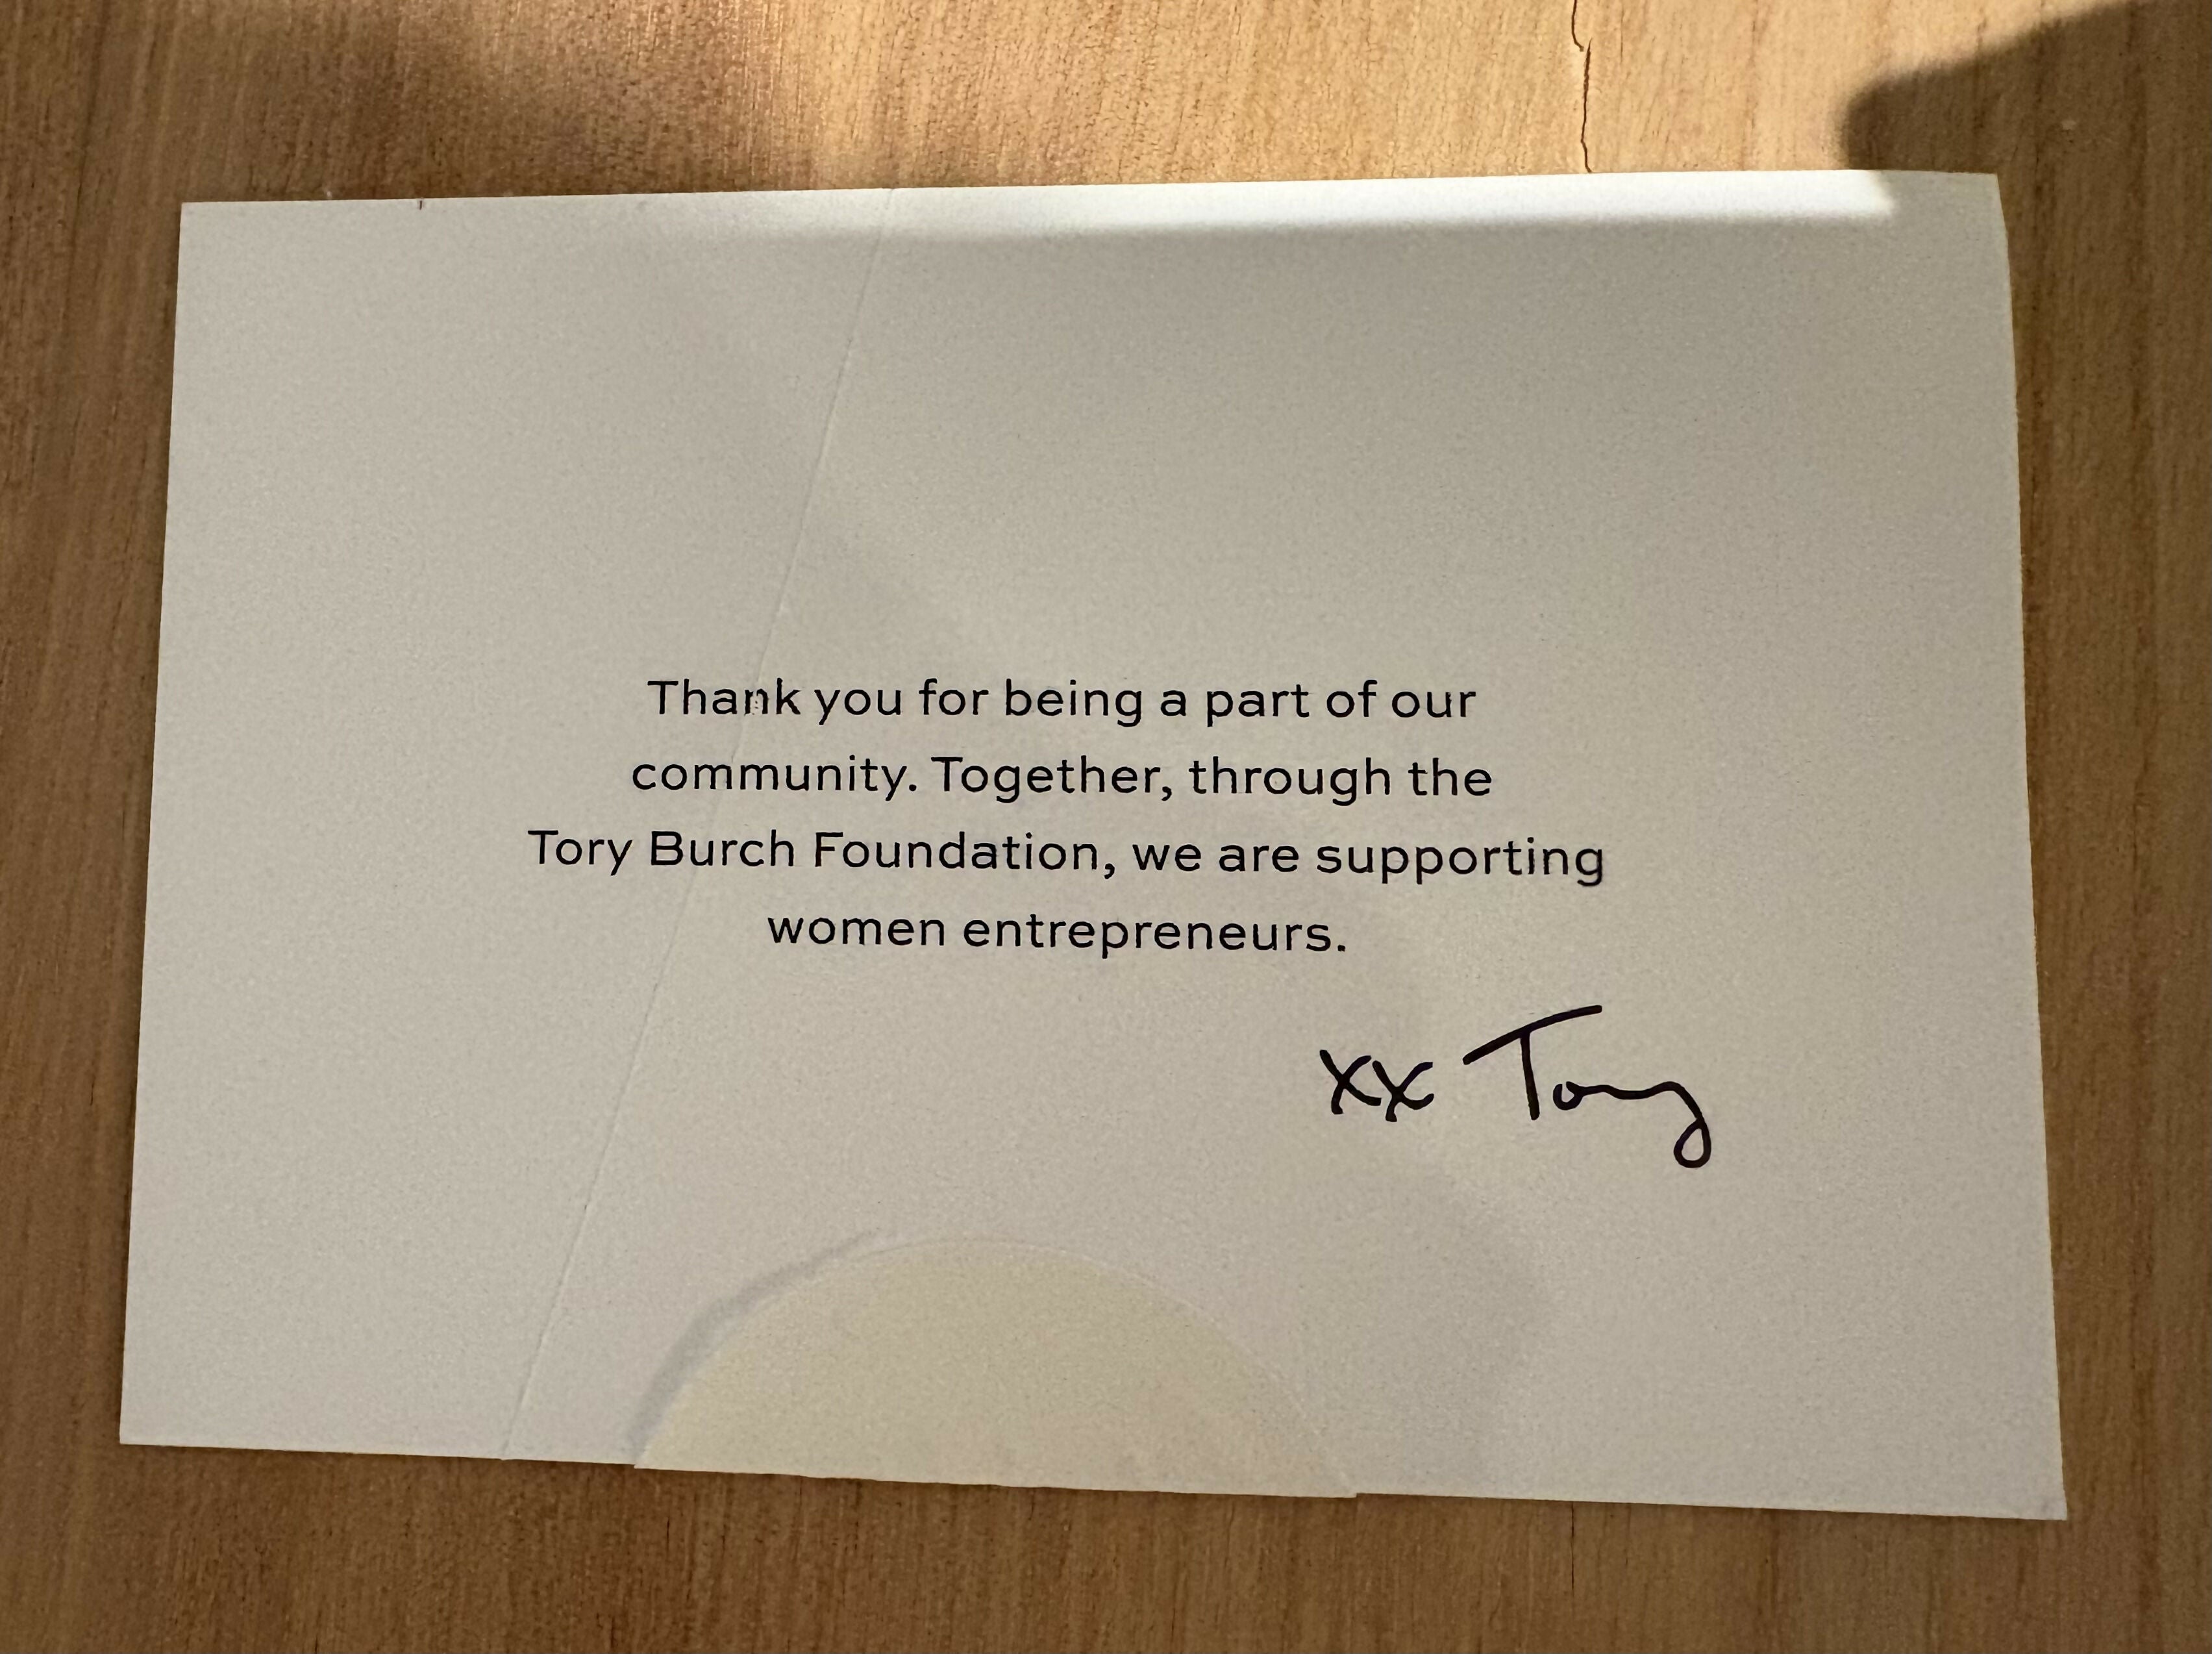 Thank you for being a part of our
community. Together, through the
Tory Burch Foundation, we are supporting
women entrepreneurs.
xx Tory